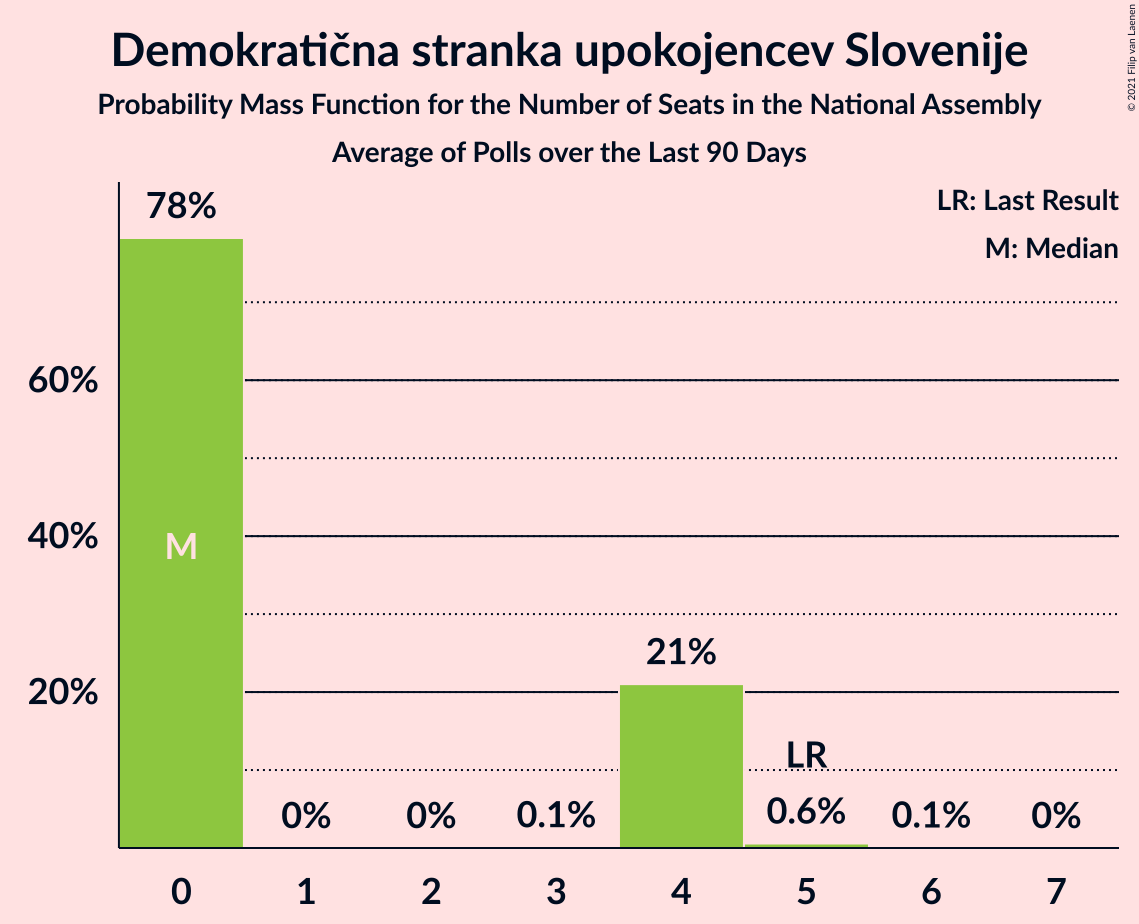 Demokratična stranka upokojencev Slovenije
Probability Mass Function for the Number of Seats in the National Assembly
Average of Polls over the Last 90 Days
© 2021 Filip van Laenen
LR: Last Result
M: Median
78%
60%
40%
20%
M
0%
0%
0.1%
21%
LR
0.6%
0.1%
0%
0 1 2 3 4 5 6 7